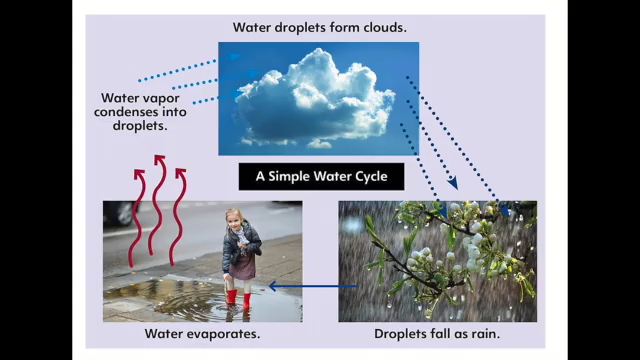 Water droplets form clouds.
Water vapor
condenses into
droplets.
A Simple Water Cycle
Water evaporates.
Droplets fall as rain.